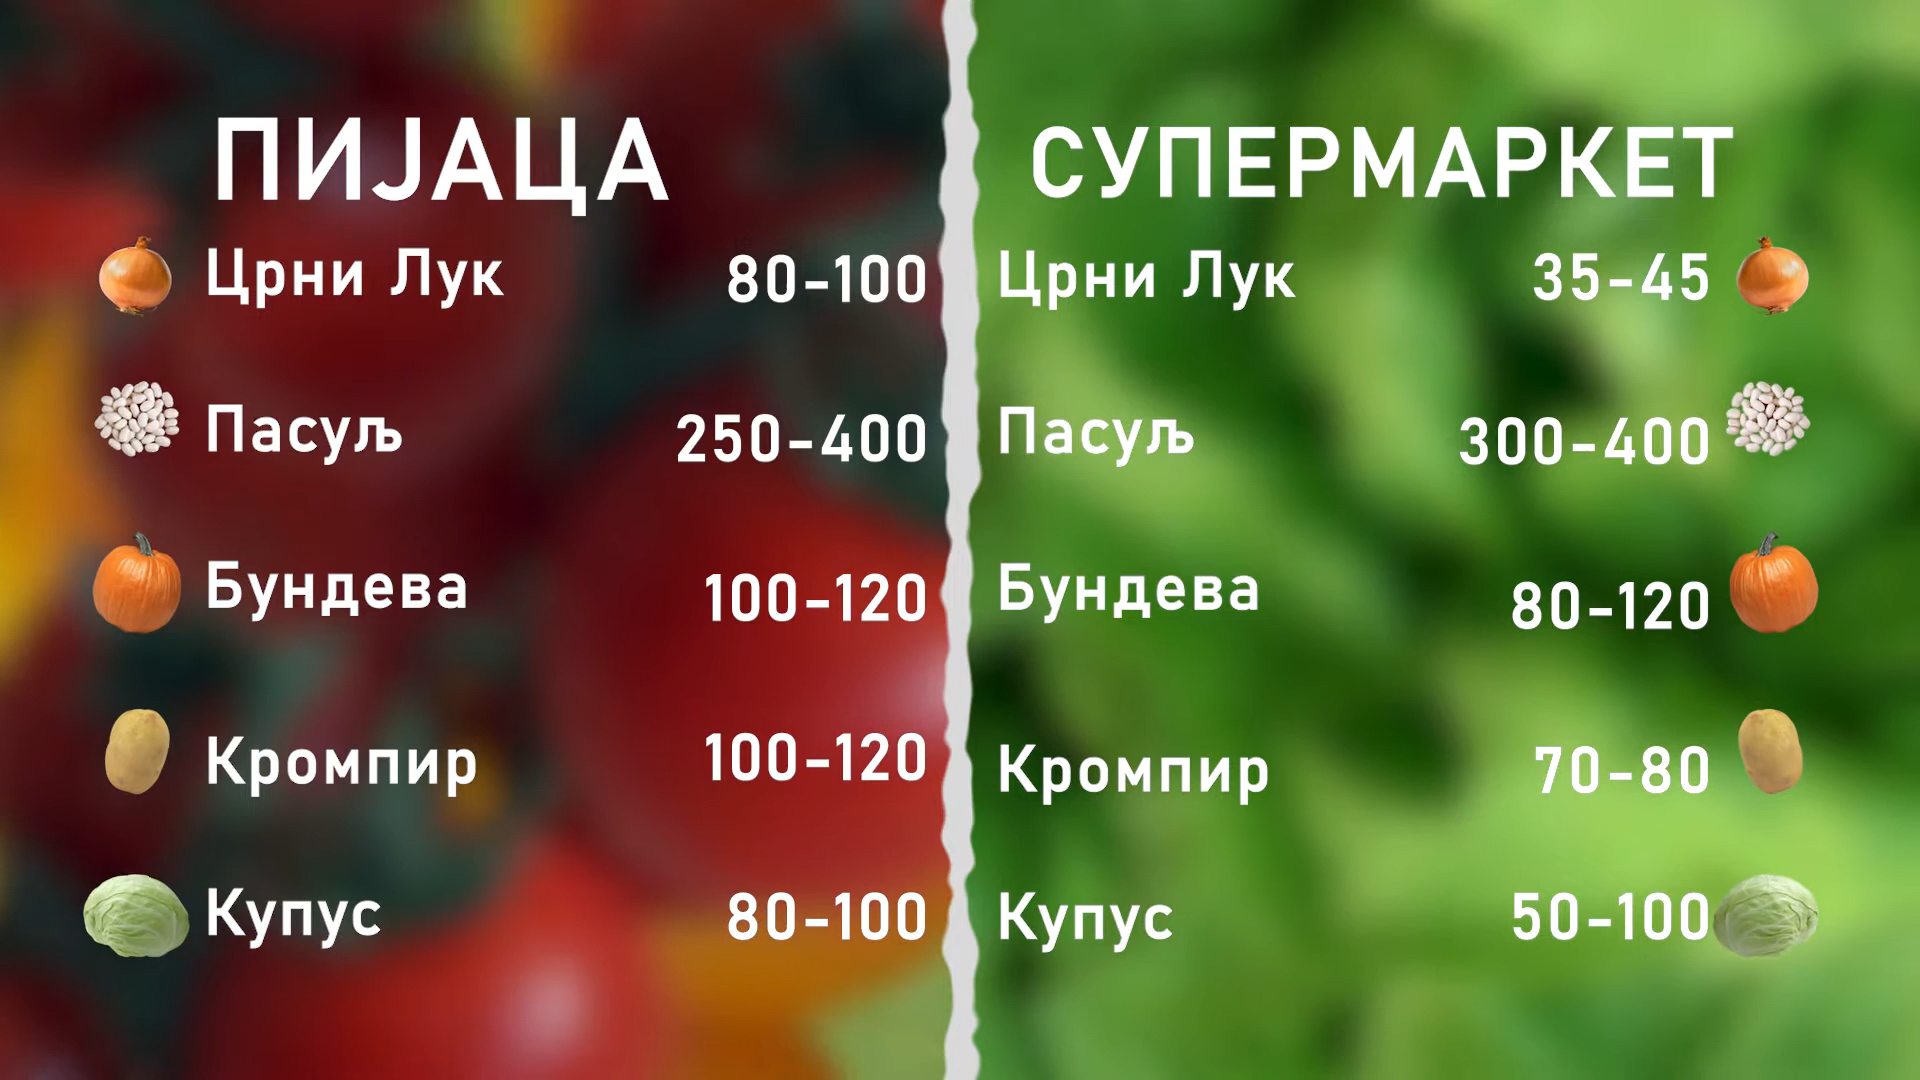 ПИЈАЦА
Црни Лук 80-100
Пасуљ 250-400
Бундева 100-120
Кромпир 100-120
Купус 80-100
СУПЕРМАРКЕТ
Црни Лук 35-45
Пасуљ 300-400
Бундева 80-120
Кромпир 70-80
Купус 50-100